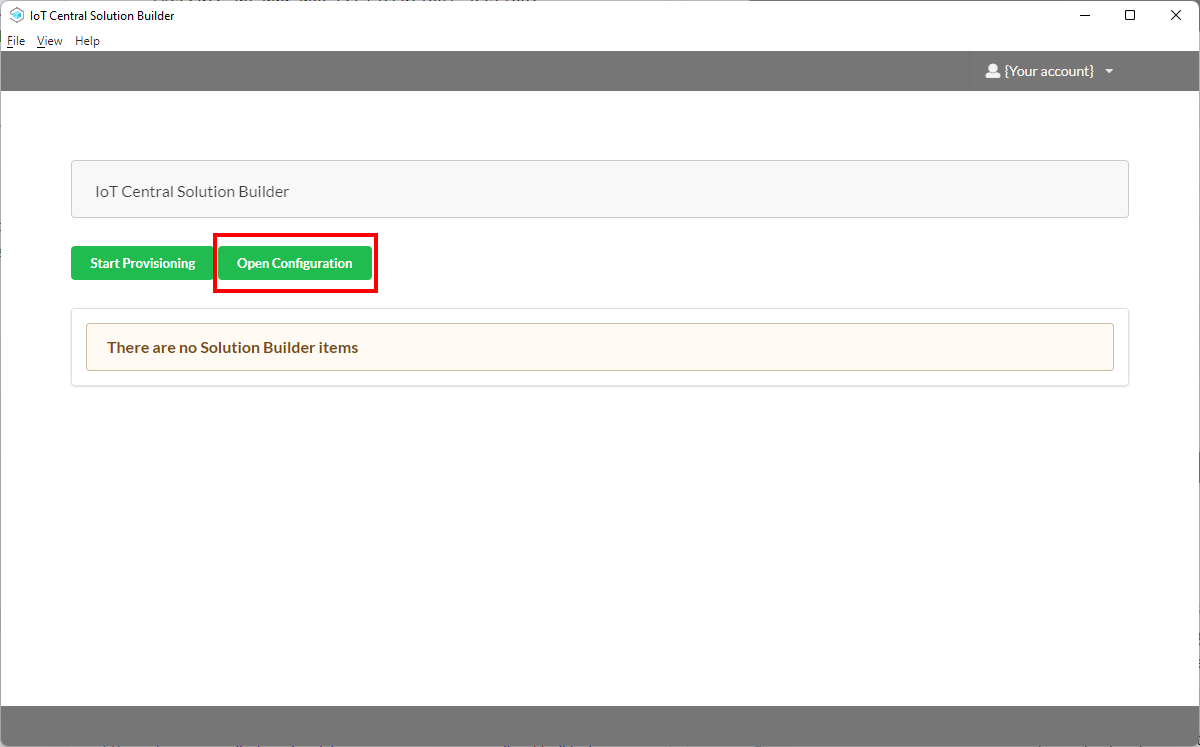 IoT Central Solution Builder
File View Help
{Your account}
IoT Central Solution Builder
Start Provisioning Open Configuration
There are no Solution Builder items